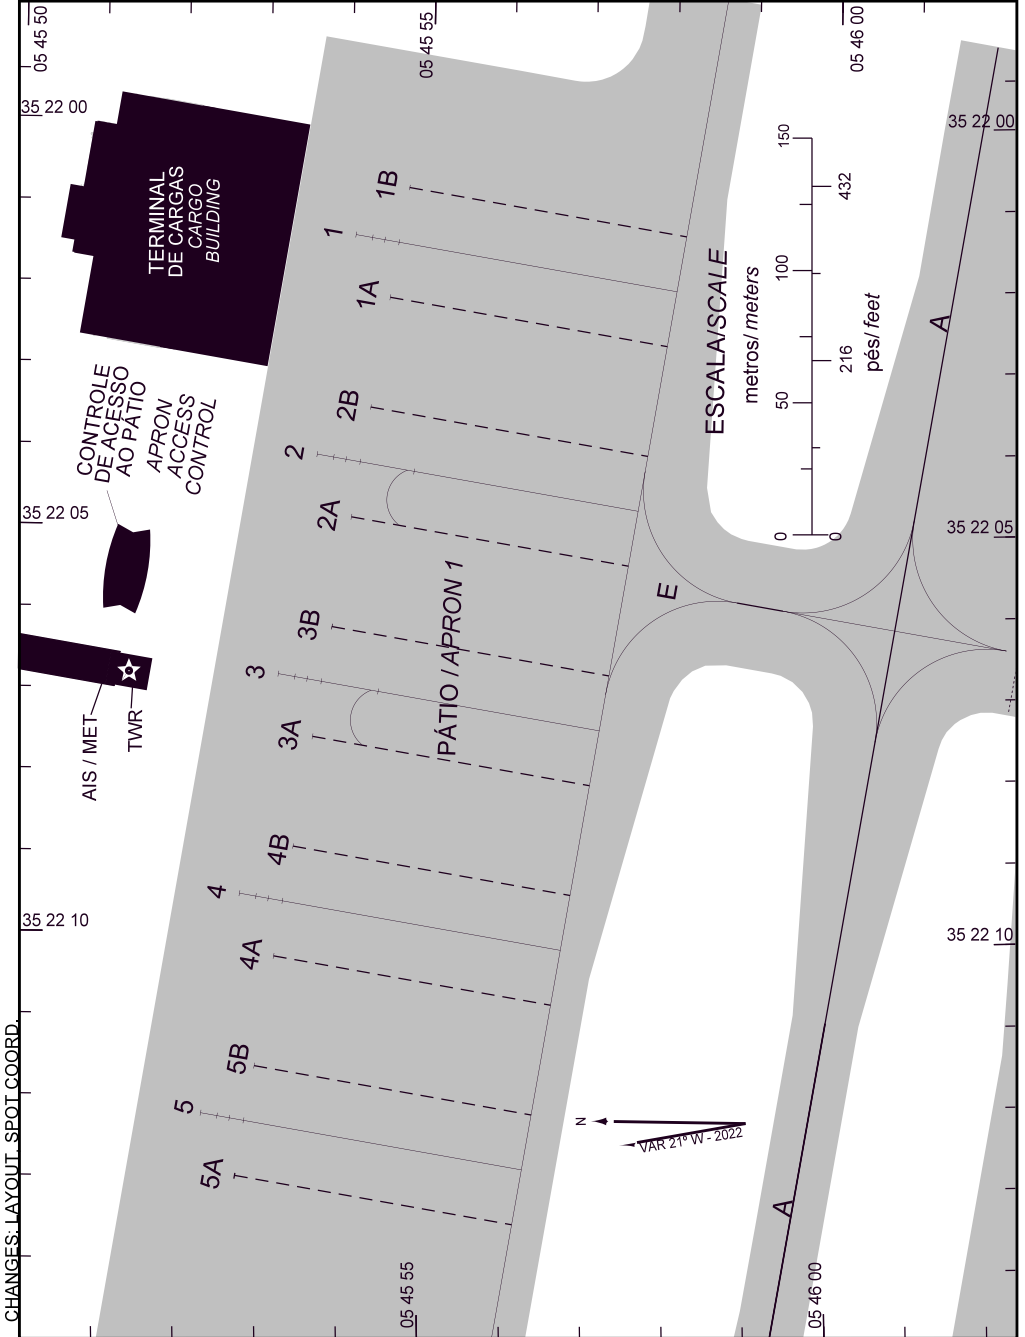 05 45 50
05 45 55
05 46 00
35 22 00
35 22 00
TERMINAL
DE CARGAS
CARGO
BUILDING
1B
1
1A
2B
2
2A
3B
3
3A
4B
4
4A
5B
5
5A
CONTROLE
DE ACESSO
AO PÁTIO
APRON
ACCESS
CONTROL
35 22 05
35 22 05
AIS / MET
TWR
PÁTIO / APRON 1
E
A
ESCALA/SCALE
metros/ meters
0
50
100
150
0
216
432
pés/ feet
35 22 10
35 22 10
N
VAR 21° W - 2022
A
05 45 55
05 46 00
CHANGES: LAYOUT. SPOT COORD.